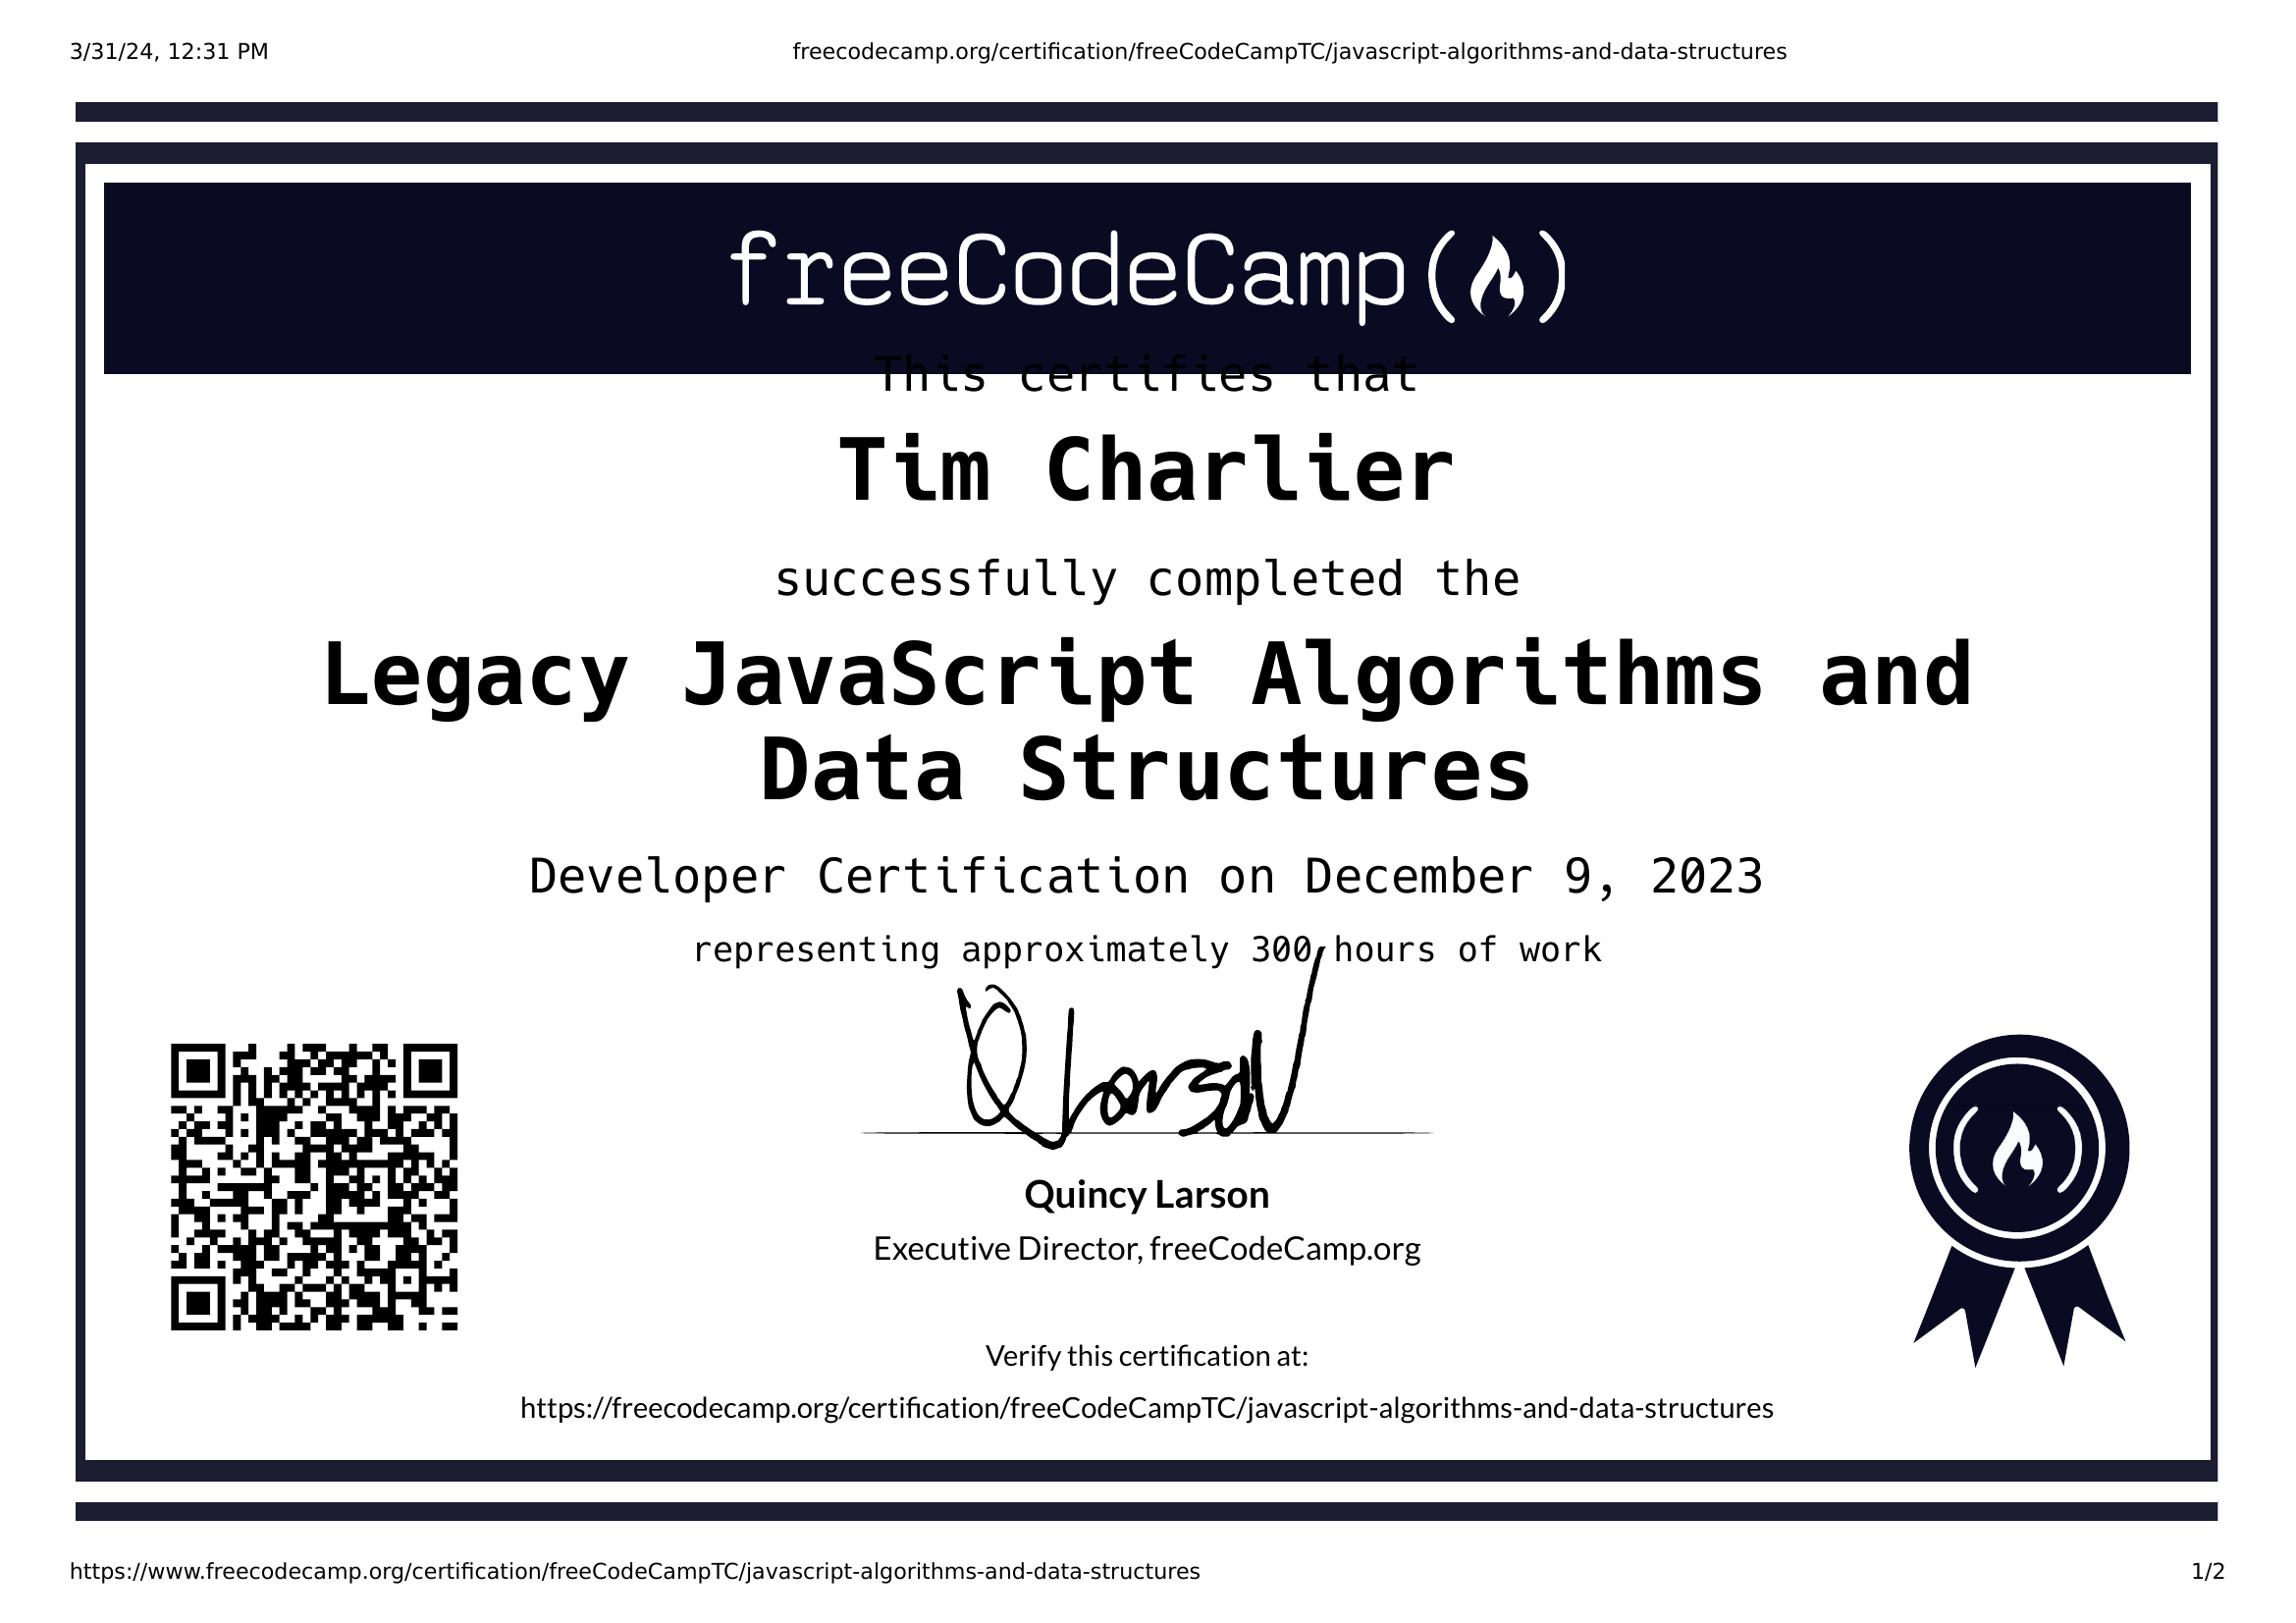 3/31/24, 12:31 PM
freecodecamp.org/certification/freeCodeCampTC/javascript-algorithms-and-data-structures
freeCodeCamp
This certifies that
Tim Charlier
successfully completed the
Legacy JavaScript Algorithms and
Data Structures
Developer Certification on December 9, 2023
representing approximately 300 hours of work
QLarson
Quincy Larson
Executive Director, freeCodeCamp.org
Verify this certification at:
https://freecodecamp.org/certification/freeCodeCampTC/javascript-algorithms-and-data-structures
https://www.freecodecamp.org/certification/freeCodeCampTC/javascript-algorithms-and-data-structures
1/2